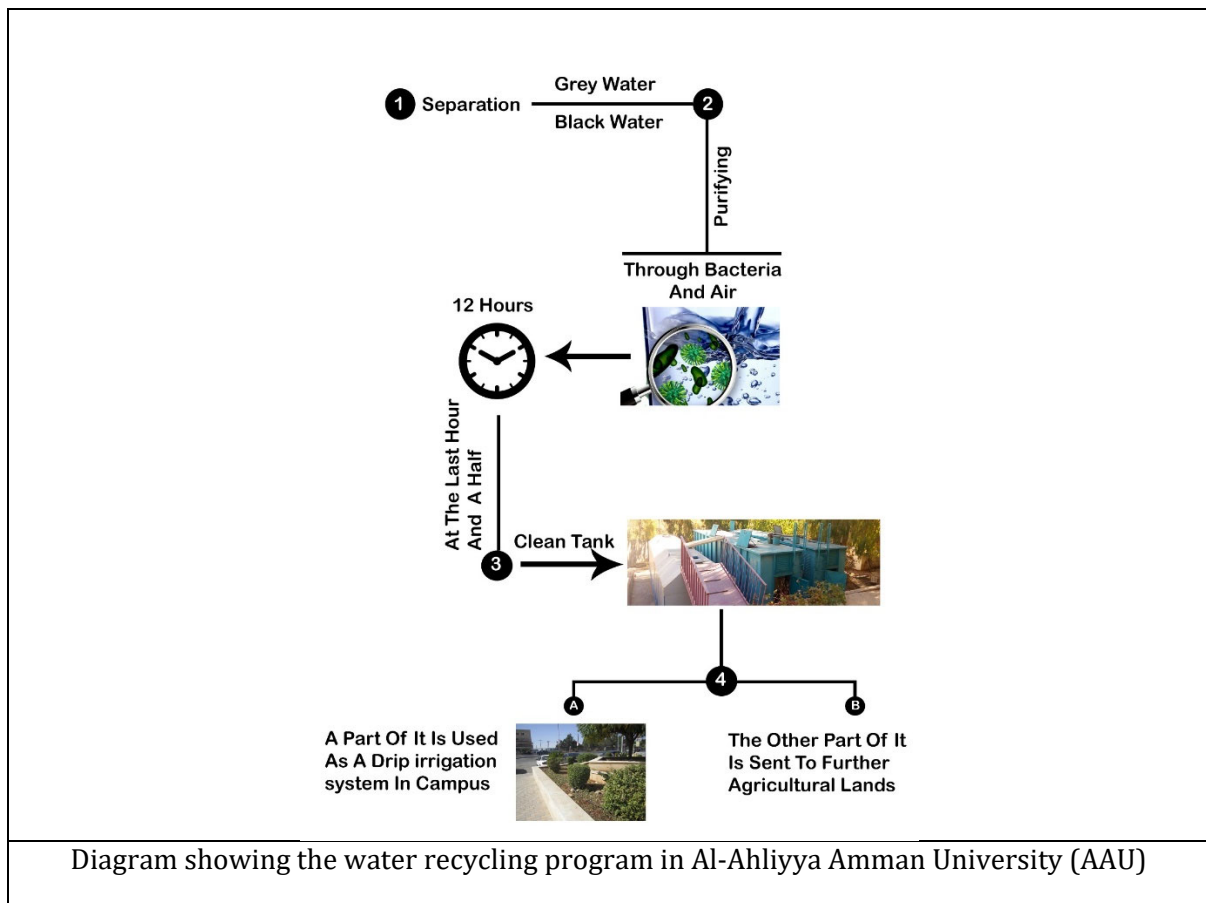 1 Separation
Grey Water
Black Water
2
Purifying
Through Bacteria
And Air
12 Hours
At The Last Hour
And A Half
3
Clean Tank
4
A
B
A Part Of It Is Used
As A Drip irrigation
system In Campus
The Other Part Of It
Is Sent To Further
Agricultural Lands
Diagram showing the water recycling program in Al-Ahliyya Amman University (AAU)